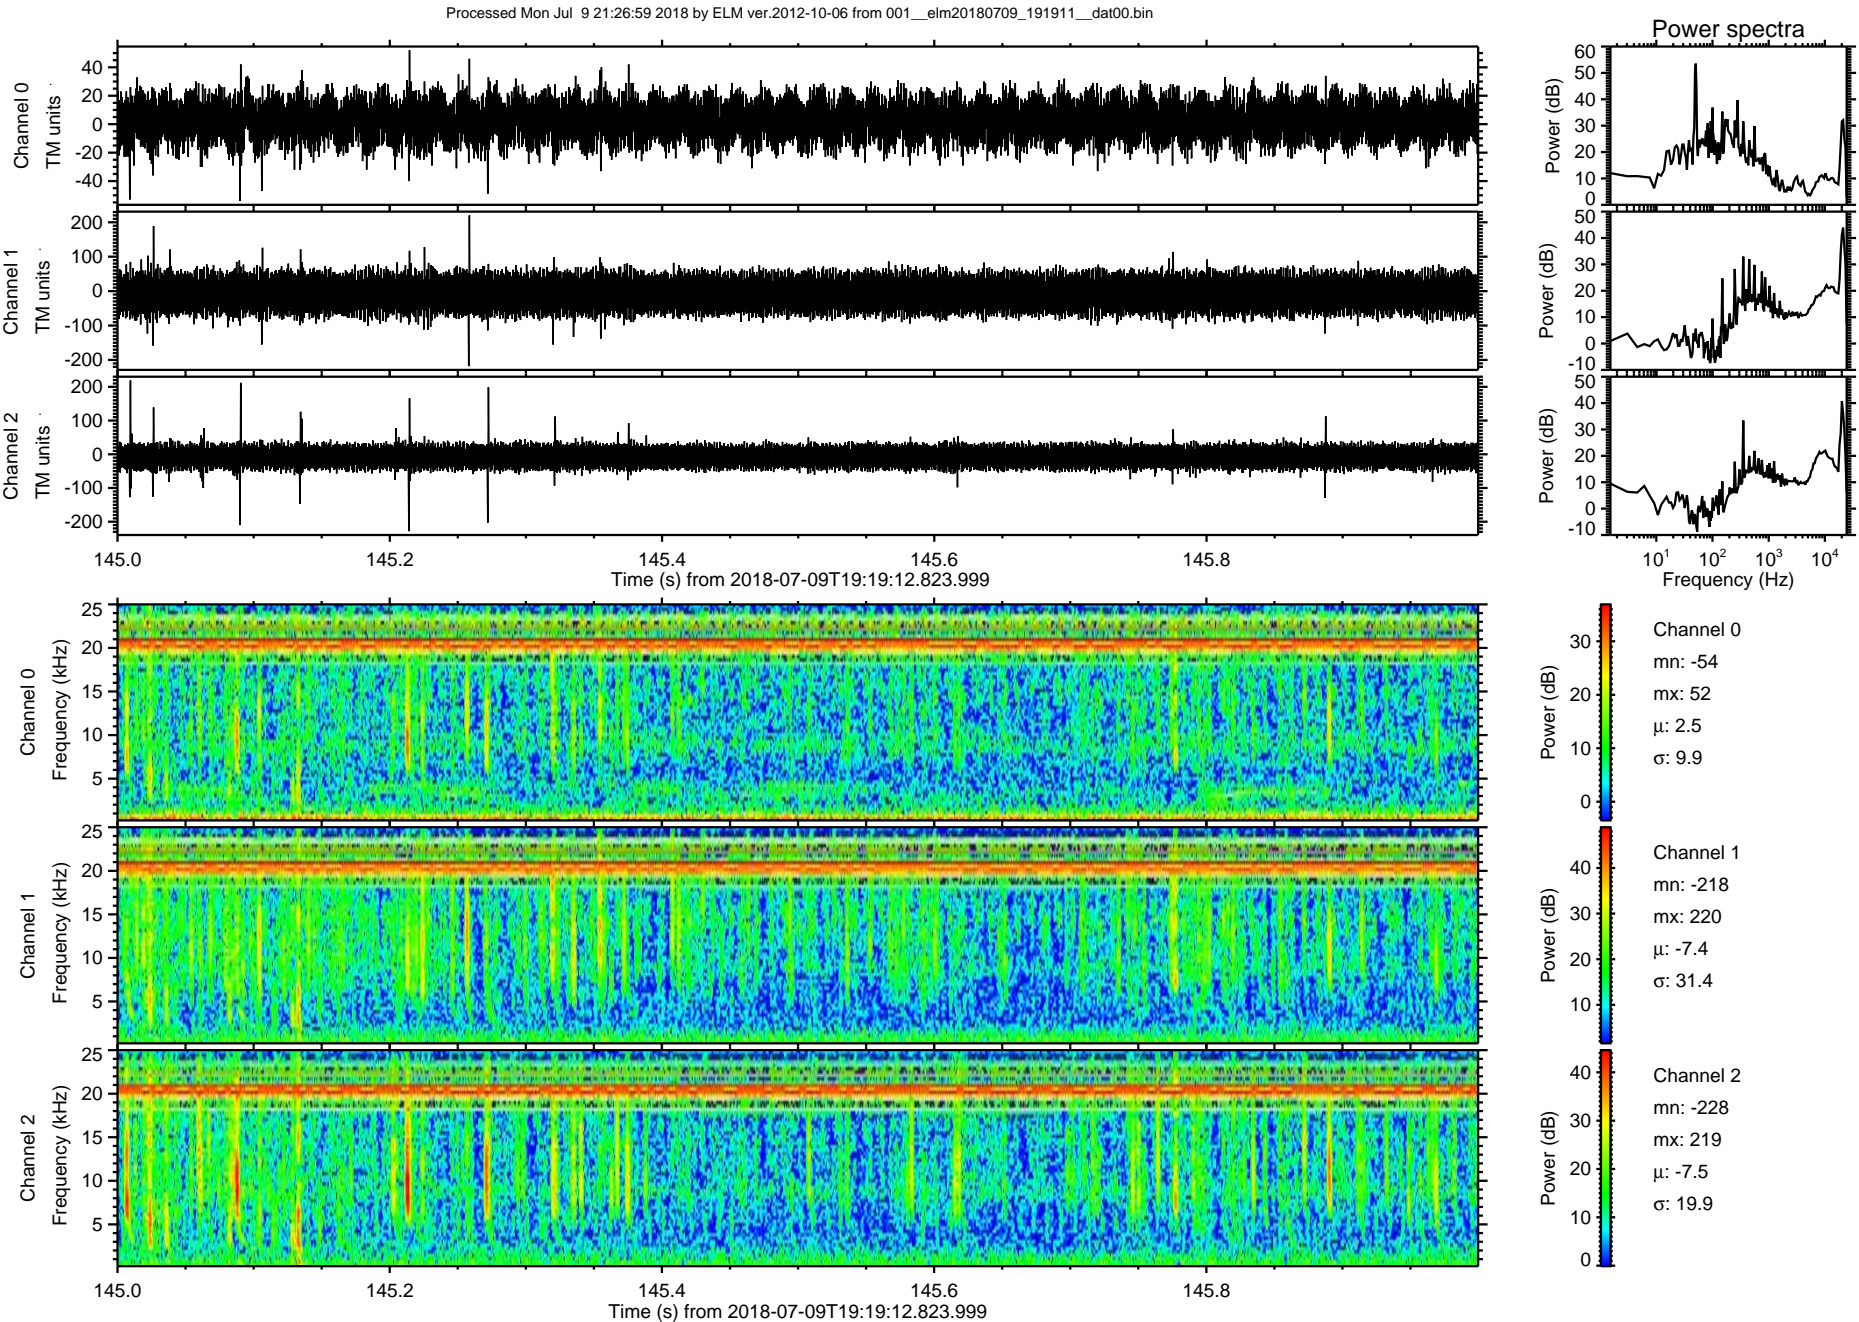 Processed Mon Jul  9 21:26:59 2018 by ELM ver.2012-10-06 from 001__elm20180709_191911__dat00.bin
Power spectra
Channel 0
TM units
40
20
0
-20
-40
Power (dB)
60
50
40
30
20
10
0
Channel 1
TM units
200
100
0
-100
-200
Power (dB)
50
40
30
20
10
0
-10
Channel 2
TM units
200
100
0
-100
-200
Power (dB)
50
40
30
20
10
0
-10
145.0 145.2 145.4 145.6 145.8
Time (s) from 2018-07-09T19:19:12.823.999
10¹ 10² 10³ 10⁴
Frequency (Hz)
Channel 0
Frequency (kHz)
25
20
15
10
5
Power (dB)
30
20
10
0
Channel 0
mn: -54
mx: 52
μ: 2.5
σ: 9.9
Channel 1
Frequency (kHz)
25
20
15
10
5
Power (dB)
40
30
20
10
Channel 1
mn: -218
mx: 220
μ: -7.4
σ: 31.4
Channel 2
Frequency (kHz)
25
20
15
10
5
Power (dB)
40
30
20
10
0
Channel 2
mn: -228
mx: 219
μ: -7.5
σ: 19.9
145.0 145.2 145.4 145.6 145.8
Time (s) from 2018-07-09T19:19:12.823.999